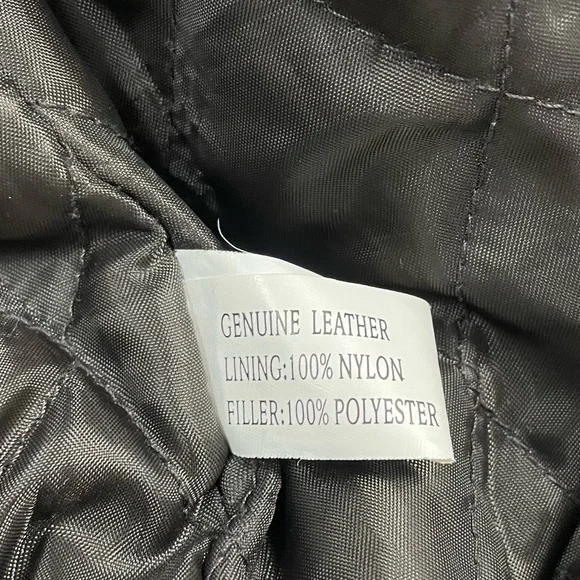 GENUINE LEATHER
LINING:100% NYLON
FILLER:100% POLYESTER